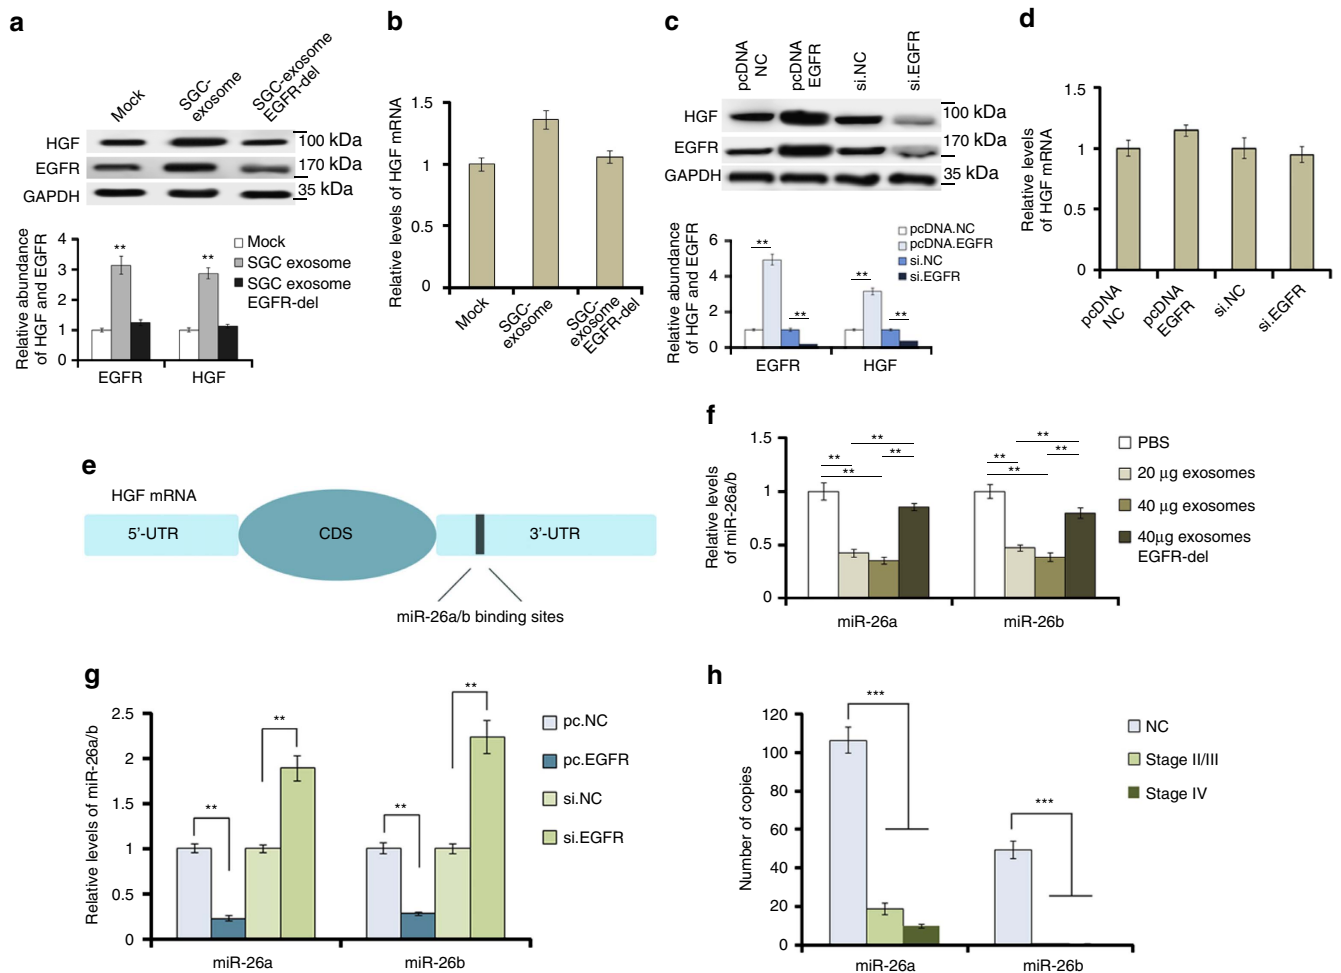 a
Mock
SGC-
exosome
SGC-exosome
EGFR-del
HGF
100 kDa
EGFR
170 kDa
GAPDH
35 kDa
Relative abundance
of HGF and EGFR
4
3
2
1
0
**
**
Mock
SGC exosome
SGC exosome
EGFR-del
EGFR
HGF
b
Relative levels of HGF mRNA
1.5
1
0.5
0
Mock
SGC-
exosome
SGC-
exosome
EGFR-del
c
pcDNA
NC
pcDNA
EGFR
si.NC
si.EGFR
HGF
100 kDa
EGFR
170 kDa
GAPDH
35 kDa
Relative abundance
of HGF and EGFR
6
4
2
0
**
**
**
**
pcDNA.NC
pcDNA.EGFR
si.NC
si.EGFR
EGFR
HGF
d
Relative levels
of HGF mRNA
1.5
1
0.5
0
pcDNA
NC
pcDNA
EGFR
si.NC
si.EGFR
e
HGF mRNA
5'-UTR
CDS
3'-UTR
miR-26a/b binding sites
f
Relative levels
of miR-26a/b
1.5
1
0.5
0
**
**
**
**
**
**
**
**
PBS
20 µg exosomes
40 µg exosomes
40µg exosomes
EGFR-del
miR-26a
miR-26b
g
Relative levels of miR-26a/b
2.5
2
1.5
1
0.5
0
**
**
**
**
pc.NC
pc.EGFR
si.NC
si.EGFR
miR-26a
miR-26b
h
Number of copies
120
100
80
60
40
20
0
***
***
NC
Stage II/III
Stage IV
miR-26a
miR-26b